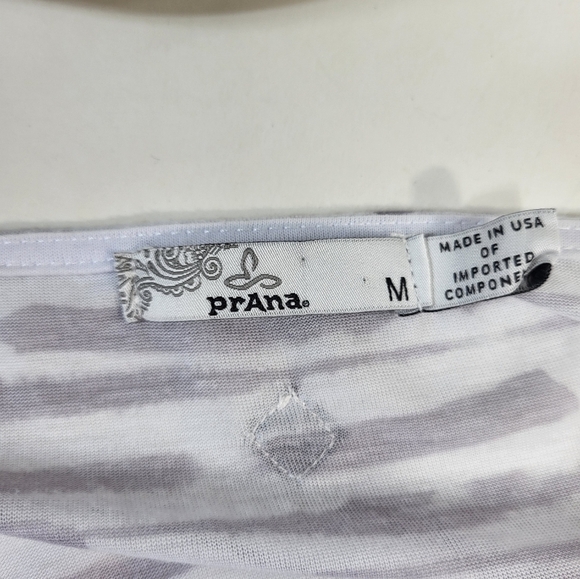 prAna®
M
MADE IN USA
OF
IMPORTED